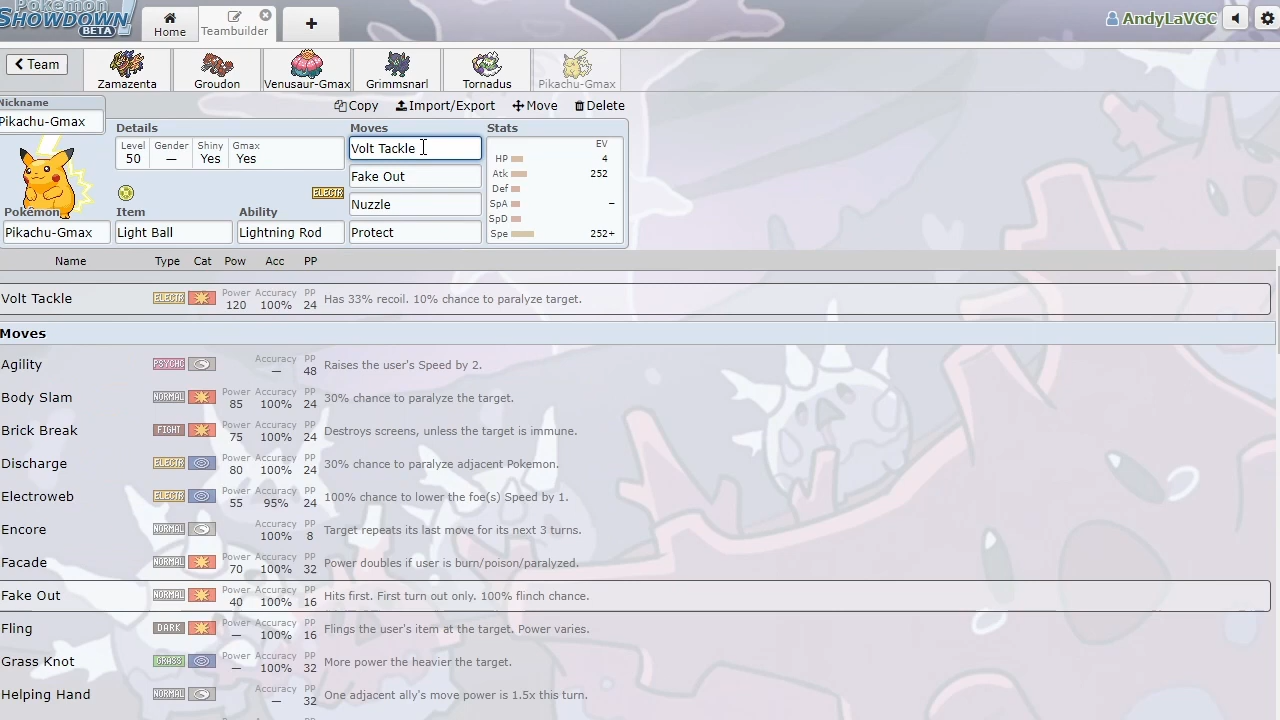 Pokémon
SHOWDOWN!
BETA
Home
Teambuilder
+
AndyLaVGC
Team
Zamazenta
Groudon
Venusaur-Gmax
Grimmsnarl
Tornadus
Pikachu-Gmax
Copy
Import/Export
Move
Delete
Nickname
Pikachu-Gmax
Details
Level
50
Gender
—
Shiny
Yes
Gmax
Yes
ELECTR
Pokémon
Pikachu-Gmax
Item
Light Ball
Ability
Lightning Rod
Moves
Volt Tackle
Fake Out
Nuzzle
Protect
Stats
EV
HP 4
Atk 252
Def
SpA −
SpD
Spe 252+
Name Type Cat Pow Acc PP
Volt Tackle ELECTR Power 120 Accuracy 100% PP 24 Has 33% recoil. 10% chance to paralyze target.
Moves
Agility PSYCHC Accuracy — PP 48 Raises the user's Speed by 2.
Body Slam NORMAL Power 85 Accuracy 100% PP 24 30% chance to paralyze the target.
Brick Break FIGHT Power 75 Accuracy 100% PP 24 Destroys screens, unless the target is immune.
Discharge ELECTR Power 80 Accuracy 100% PP 24 30% chance to paralyze adjacent Pokemon.
Electroweb ELECTR Power 55 Accuracy 95% PP 24 100% chance to lower the foe(s) Speed by 1.
Encore NORMAL Accuracy 100% PP 8 Target repeats its last move for its next 3 turns.
Facade NORMAL Power 70 Accuracy 100% PP 32 Power doubles if user is burn/poison/paralyzed.
Fake Out NORMAL Power 40 Accuracy 100% PP 16 Hits first. First turn out only. 100% flinch chance.
Fling DARK Power — Accuracy 100% PP 16 Flings the user's item at the target. Power varies.
Grass Knot GRASS Power — Accuracy 100% PP 32 More power the heavier the target.
Helping Hand NORMAL Accuracy — PP 32 One adjacent ally's move power is 1.5x this turn.